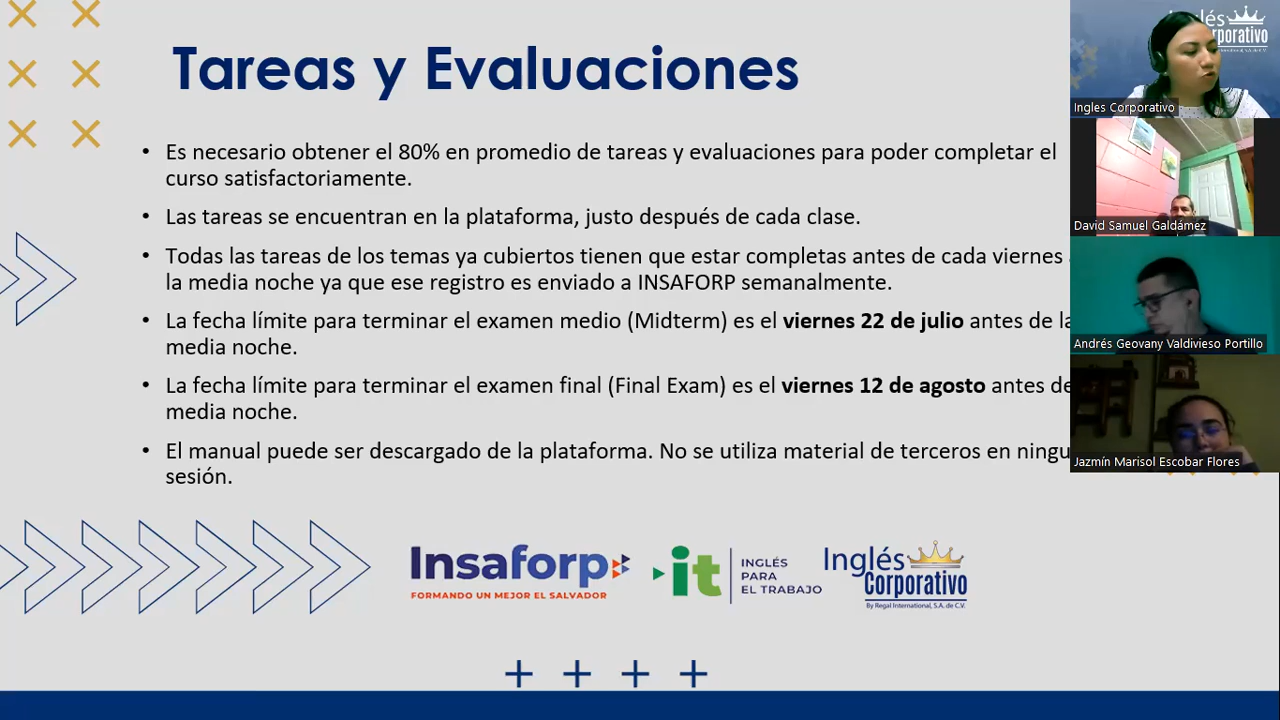 Tareas y Evaluaciones
• Es necesario obtener el 80% en promedio de tareas y evaluaciones para poder completar el
curso satisfactoriamente.
• Las tareas se encuentran en la plataforma, justo después de cada clase.
• Todas las tareas de los temas ya cubiertos tienen que estar completas antes de cada viernes
la media noche ya que ese registro es enviado a INSAFORP semanalmente.
• La fecha límite para terminar el examen medio (Midterm) es el viernes 22 de julio antes de la
media noche.
• La fecha límite para terminar el examen final (Final Exam) es el viernes 12 de agosto antes de
media noche.
• El manual puede ser descargado de la plataforma. No se utiliza material de terceros en ningu
sesión.
Insaforp
FORMANDO UN MEJOR EL SALVADOR
it
INGLÉS
PARA
EL TRABAJO
Inglés
Corporativo
By Regal International, S.A. de C.V.
Ingles Corporativo
David Samuel Galdámez
Andrés Geovany Valdivieso Portillo
Jazmín Marisol Escobar Flores